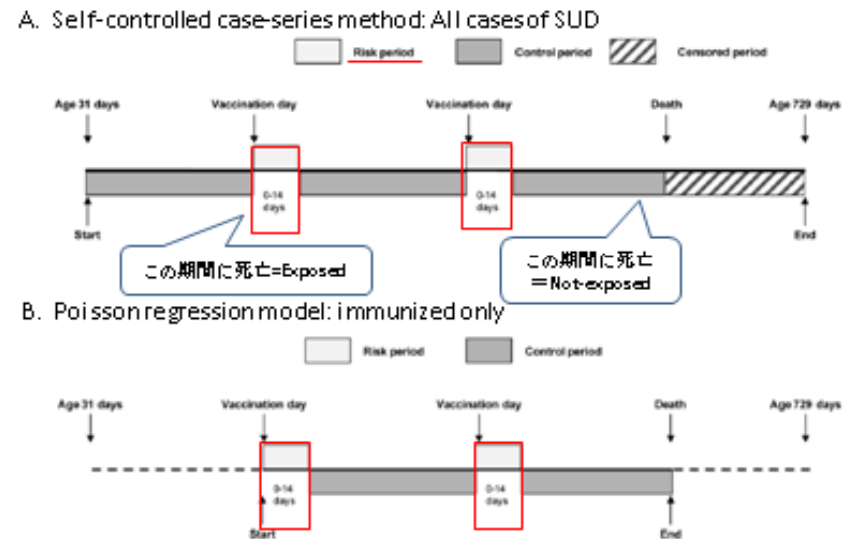 A. Self-controlled case-series method: All cases of SUD
Risk period Control period Censored period
Age 31 days Vaccination day Vaccination day Death Age 729 days
0-14 days 0-14 days
Start End
この期間に死亡=Exposed
この期間に死亡
=Not-exposed
B. Poisson regression model: immunized only
Risk period Control period
Age 31 days Vaccination day Vaccination day Death Age 729 days
0-14 days 0-14 days
Start End